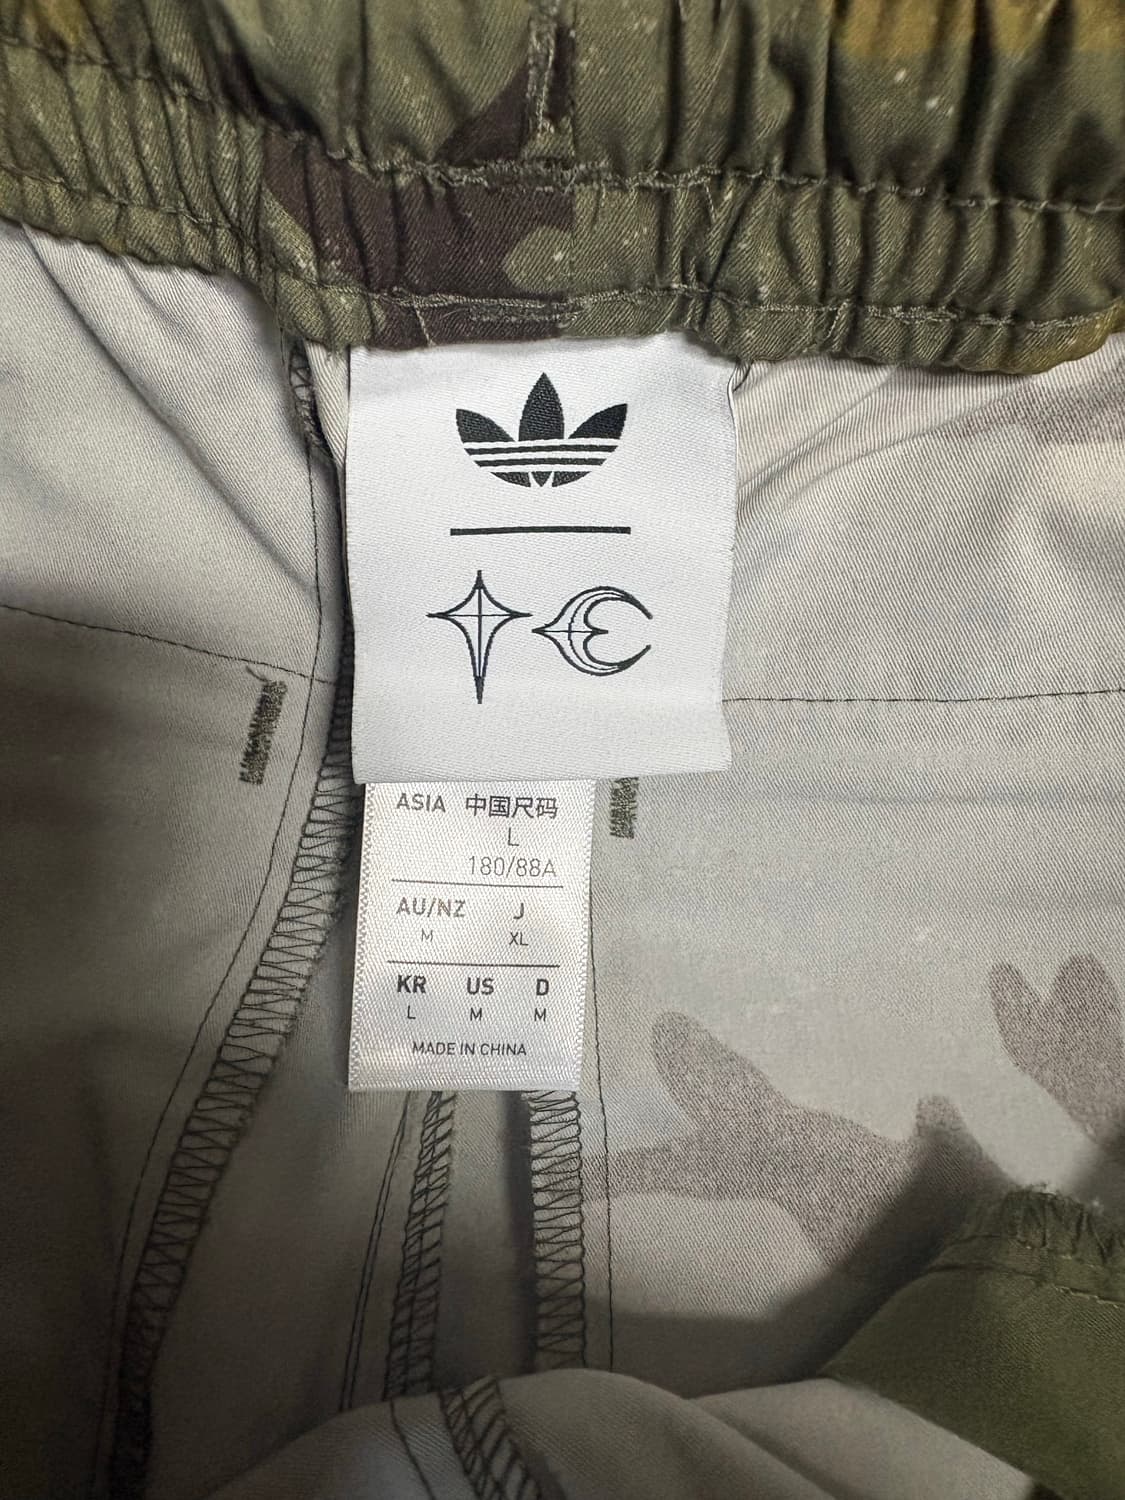 ASIA 中国尺码
L
180/88A
AU/NZ J
M XL
KR US D
L M M
MADE IN CHINA